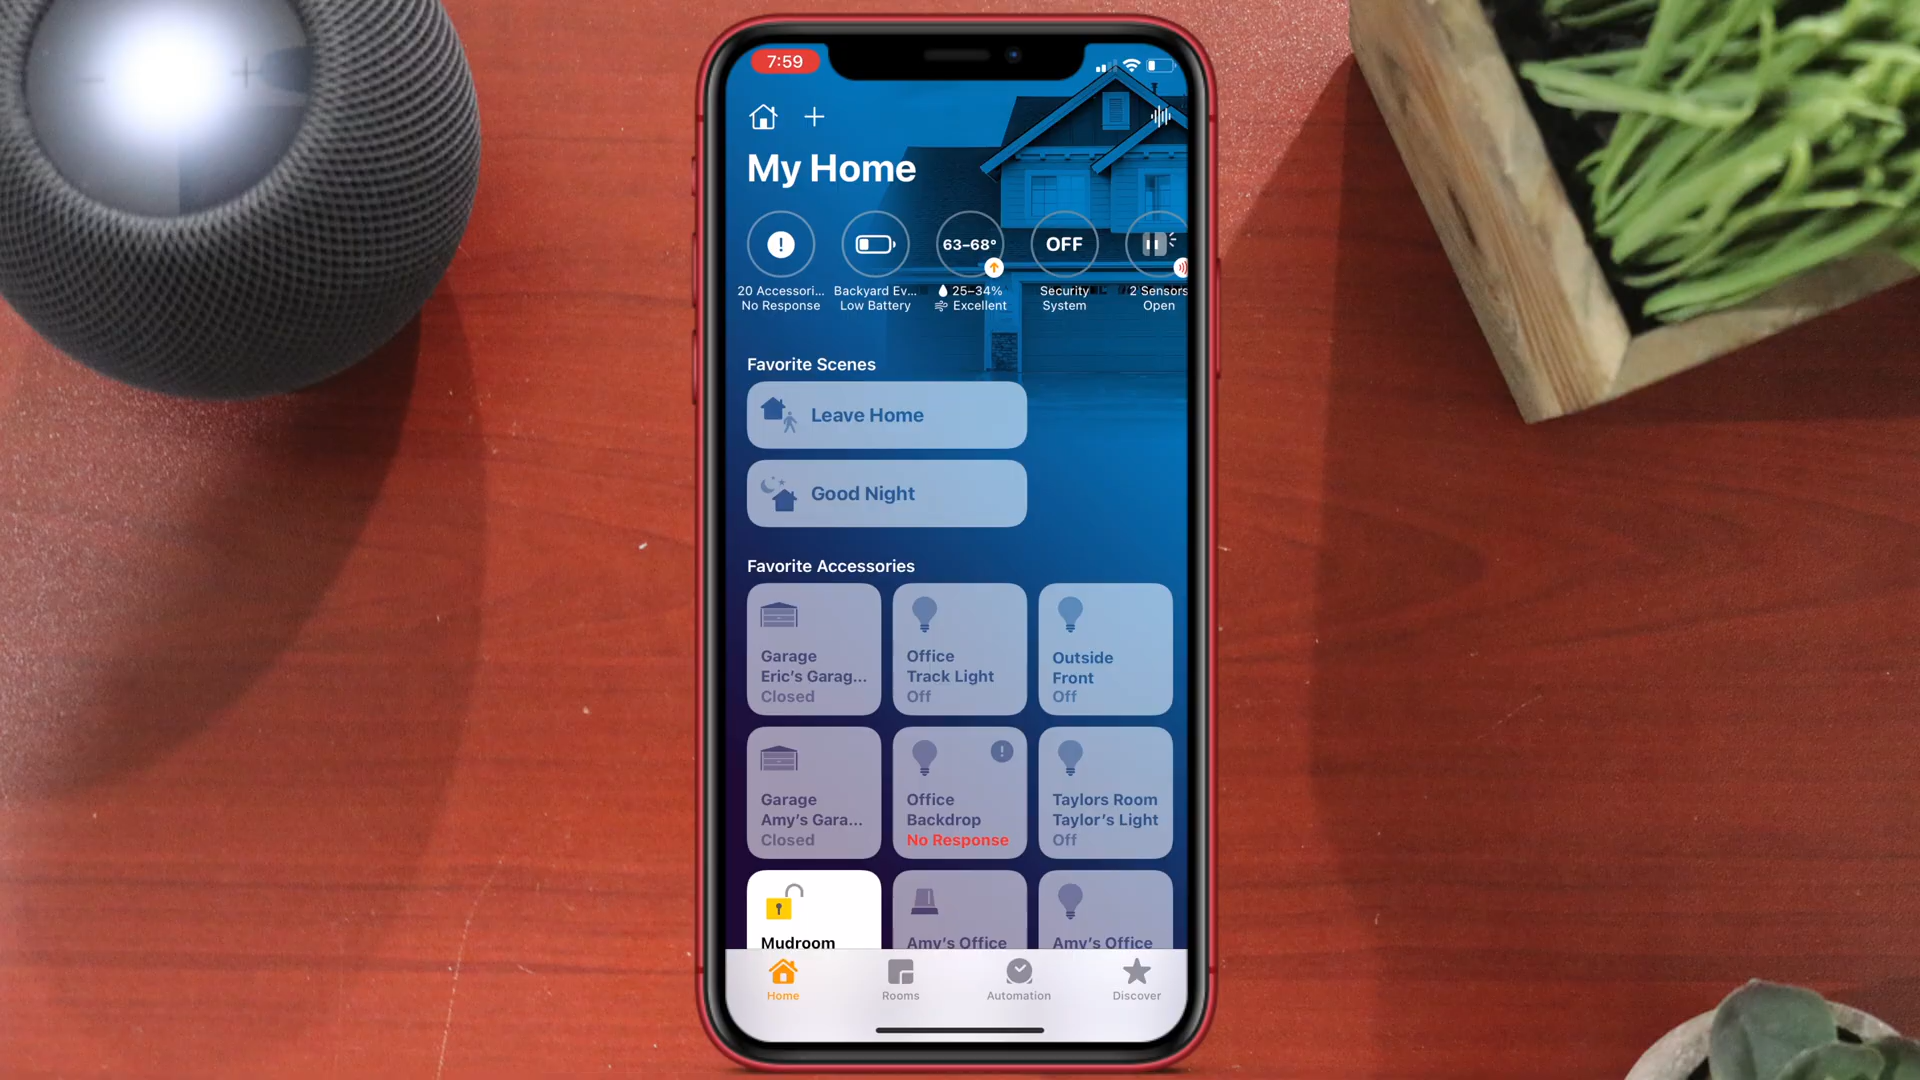 7:59
My Home
63–68°
OFF
20 Accessori...
No Response
Backyard Ev...
Low Battery
25–34%
Excellent
Security
System
2 Sensors
Open
Favorite Scenes
Leave Home
Good Night
Favorite Accessories
Garage
Eric's Garag...
Closed
Office
Track Light
Off
Outside
Front
Off
Garage
Amy's Gara...
Closed
Office
Backdrop
No Response
Taylors Room
Taylor's Light
Off
Mudroom
Amy's Office
Amy's Office
Home
Rooms
Automation
Discover